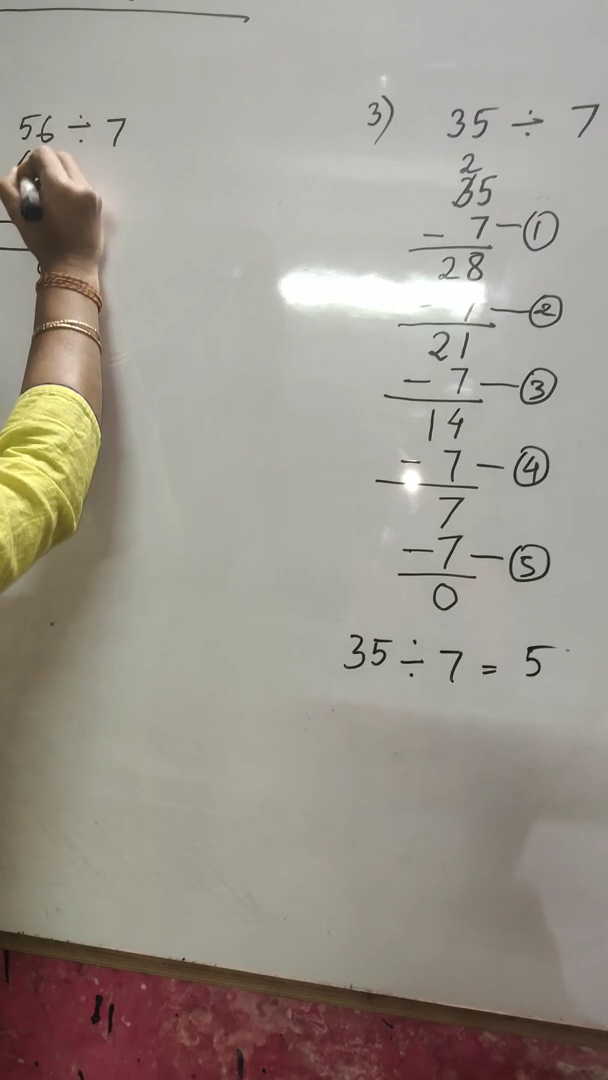 56 ÷ 7
3) 35 ÷ 7
2
35
- 7 - ①
28
- 7 - ②
21
- 7 - ③
14
- 7 - ④
7
- 7 - ⑤
0
35 ÷ 7 = 5